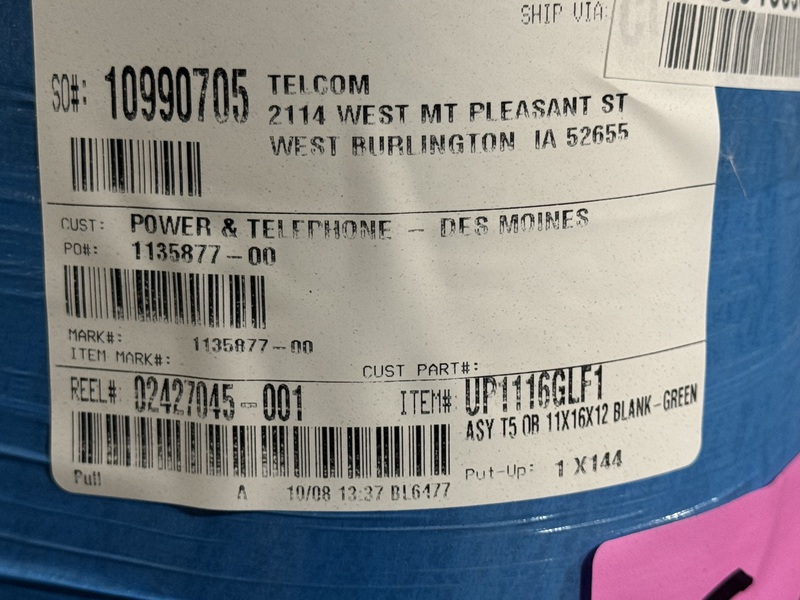 SHIP VIA:
SO#: 10990705
TELCOM
2114 WEST MT PLEASANT ST
WEST BURLINGTON IA 52655
CUST: POWER & TELEPHONE - DES MOINES
PO#: 1135877-00
MARK#: 1135877-00
ITEM MARK#:
CUST PART#:
REEL#: 02427045-001
ITEM# UP1116GLF1
ASY T5 OR 11X16X12 BLANK-GREEN
Put-Up: 1 X144
Pull
A 10/08 13:37 BL6477